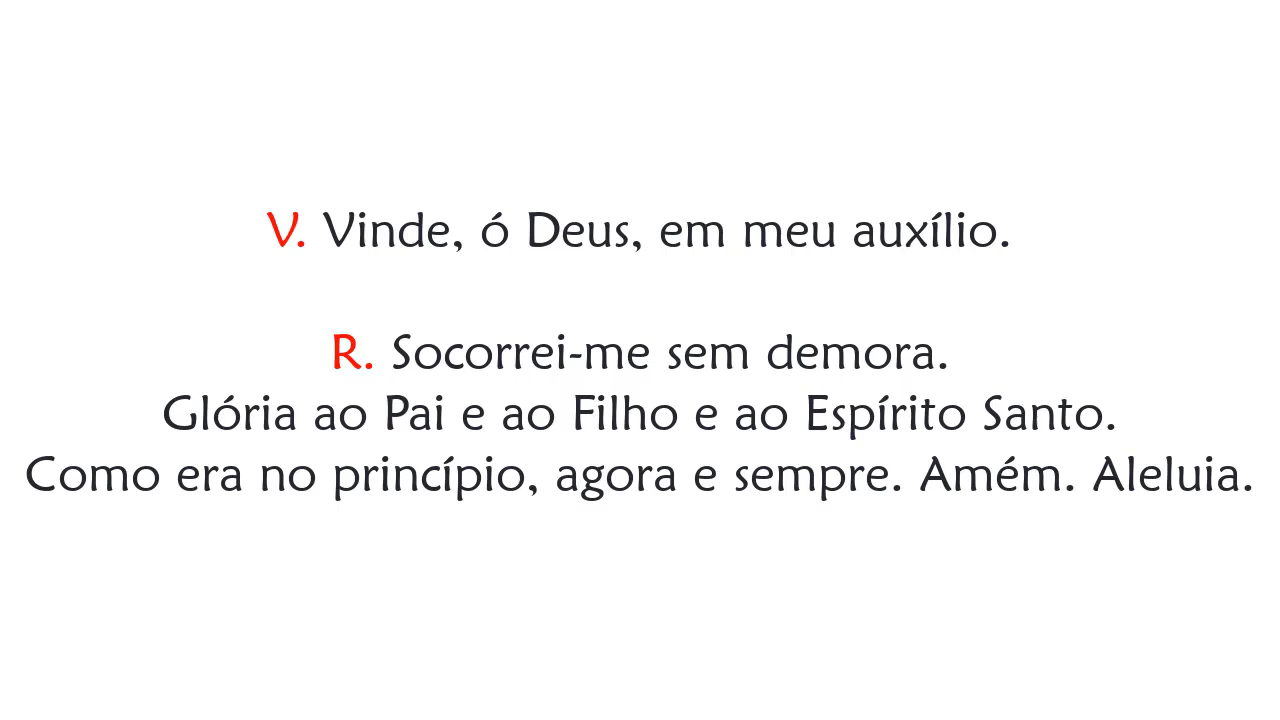 V. Vinde, ó Deus, em meu auxílio.
R. Socorrei-me sem demora.
Glória ao Pai e ao Filho e ao Espírito Santo.
Como era no princípio, agora e sempre. Amém. Aleluia.